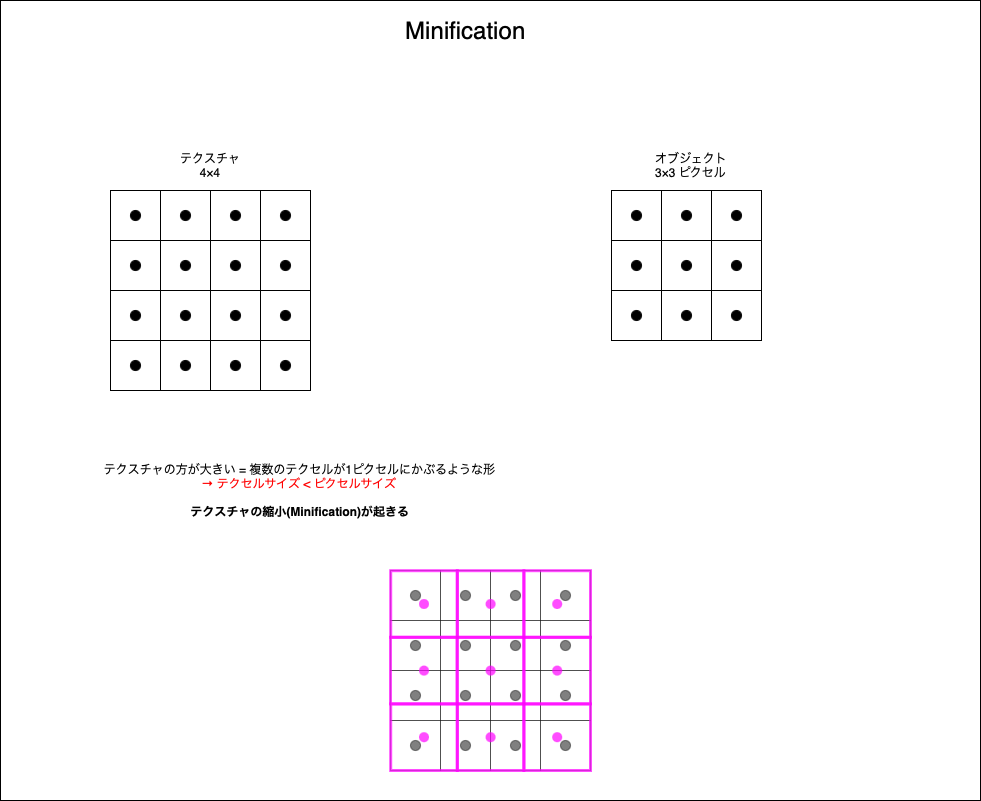 Minification
テクスチャ
4×4
オブジェクト
3×3 ピクセル
テクスチャの方が大きい = 複数のテクセルが1ピクセルにかぶるような形
→ テクセルサイズ < ピクセルサイズ
テクスチャの縮小(Minification)が起きる